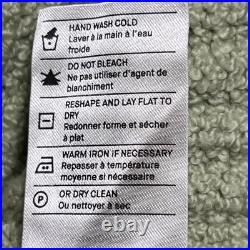 HAND WASH COLD
Laver à la main à l'eau
froide
DO NOT BLEACH
Ne pas utiliser d'agent de
blanchiment
RESHAPE AND LAY FLAT TO
DRY
Redonner forme et sécher
à plat
WARM IRON IF NECESSARY
Repasser à température
moyenne si nécessaire
P
OR DRY CLEAN
Ou nettoyer à sec